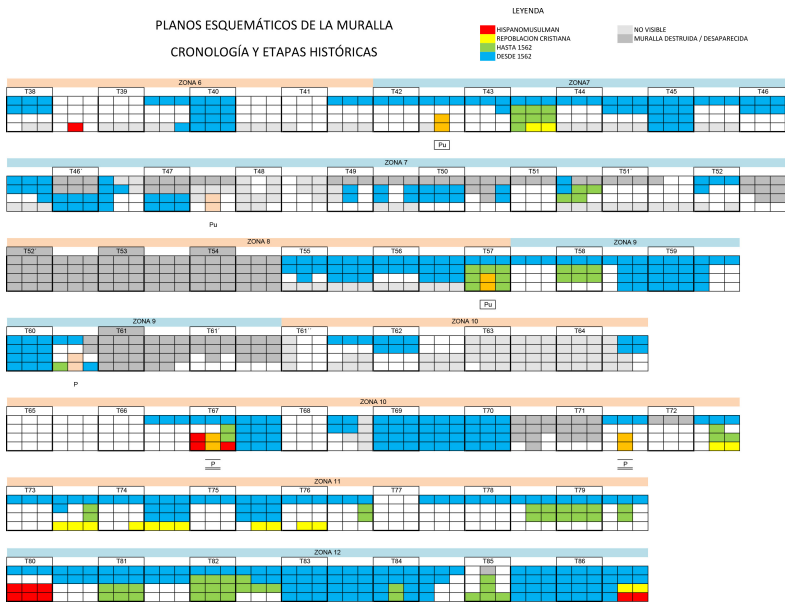 PLANOS ESQUEMÁTICOS DE LA MURALLA
CRONOLOGÍA Y ETAPAS HISTÓRICAS
LEYENDA
HISPANOMUSULMAN
REPOBLACION CRISTIANA
HASTA 1562
DESDE 1562
NO VISIBLE
MURALLA DESTRUIDA / DESAPARECIDA
ZONA 6 ZONA7
T38 T39 T40 T41 T42 T43 T44 T45 T46
Pu
ZONA 7
T46' T47 T48 T49 T50 T51 T51' T52
Pu
ZONA 8 ZONA 9
T52' T53 T54 T55 T56 T57 T58 T59
Pu
ZONA 9 ZONA 10
T60 T61 T61' T61'' T62 T63 T64
P
ZONA 10
T65 T66 T67 T68 T69 T70 T71 T72
P P
ZONA 11
T73 T74 T75 T76 T77 T78 T79
ZONA 12
T80 T81 T82 T83 T84 T85 T86